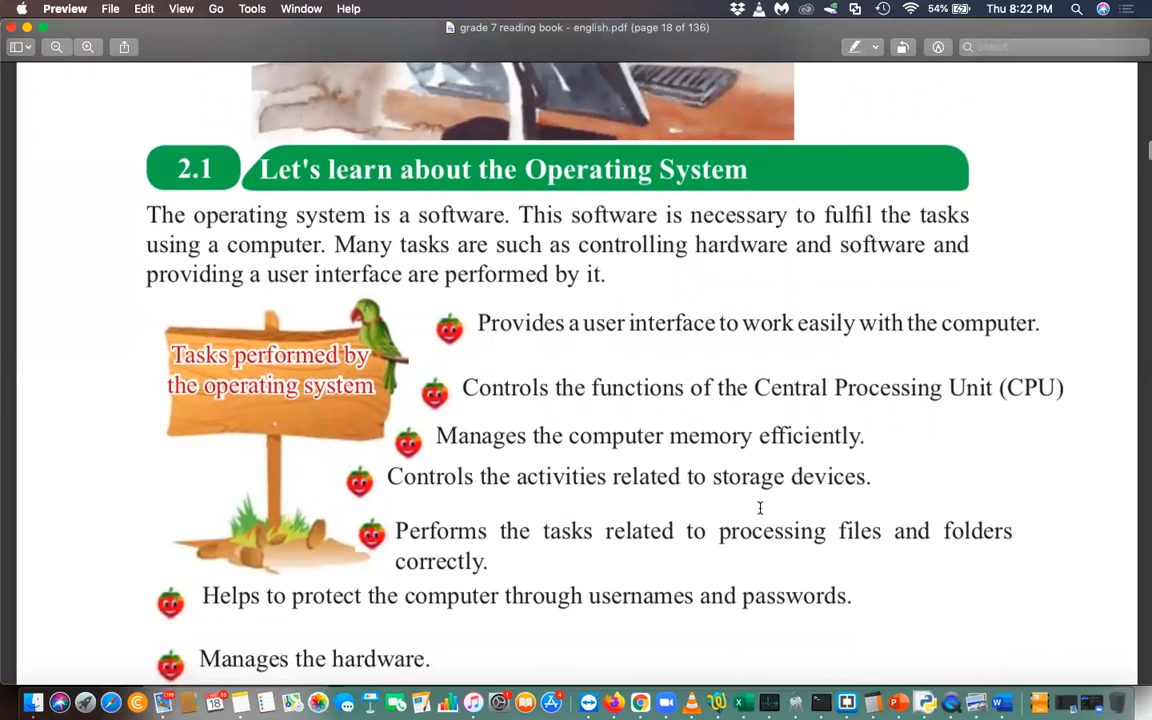 Preview File Edit View Go Tools Window Help 54% Thu 8:22 PM
grade 7 reading book - english.pdf (page 18 of 136)
Search
2.1 Let's learn about the Operating System
The operating system is a software. This software is necessary to fulfil the tasks
using a computer. Many tasks are such as controlling hardware and software and
providing a user interface are performed by it.
Tasks performed by
the operating system
Provides a user interface to work easily with the computer.
Controls the functions of the Central Processing Unit (CPU)
Manages the computer memory efficiently.
Controls the activities related to storage devices.
Performs the tasks related to processing files and folders
correctly.
Helps to protect the computer through usernames and passwords.
Manages the hardware.